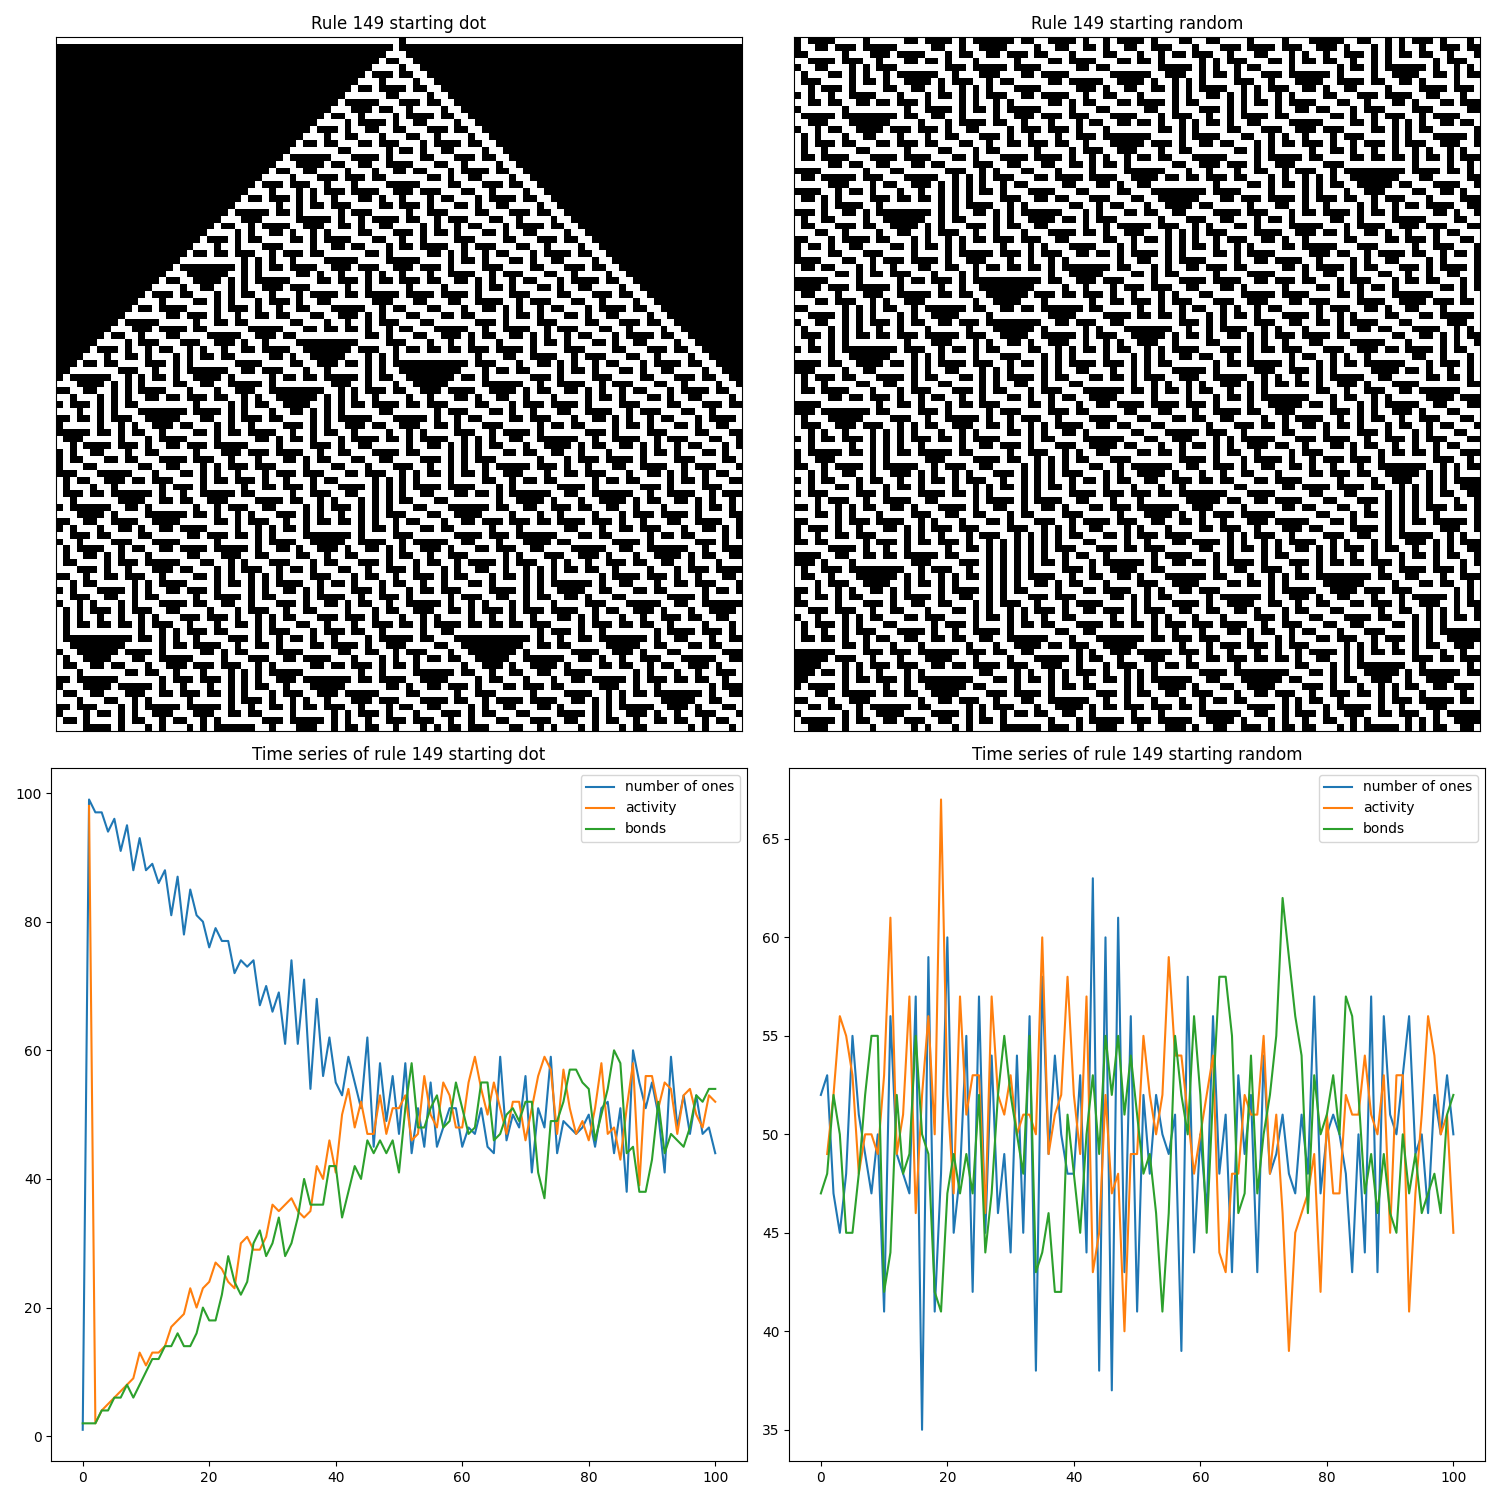 Rule 149 starting dot
Rule 149 starting random
Time series of rule 149 starting dot
number of ones
activity
bonds
100
80
60
40
20
0
0 20 40 60 80 100
Time series of rule 149 starting random
number of ones
activity
bonds
65
60
55
50
45
40
35
0 20 40 60 80 100